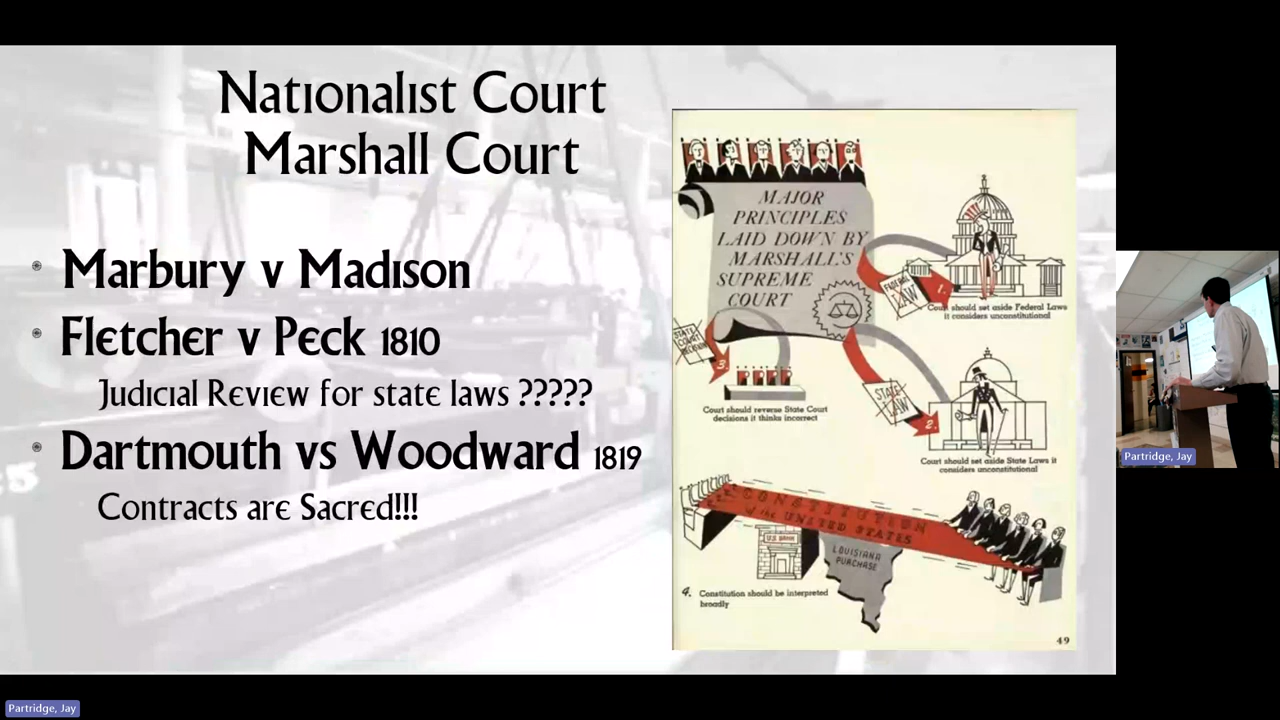 Nationalist Court
Marshall Court
Marbury v Madison
Fletcher v Peck 1810
Judicial Review for state laws ?????
Dartmouth vs Woodward 1819
Contracts are Sacred!!!
MAJOR
PRINCIPLES
LAID DOWN BY
MARSHALL'S
SUPREME
COURT
FEDERAL
LAW
1.
Court should set aside Federal Laws
it considers unconstitutional
STATE
COURT
DECISION
3.
Court should reverse State Court
decisions it thinks incorrect
STATE
LAW
2.
Court should set aside State Laws it
considers unconstitutional
CONSTITUTION
of the UNITED STATES
U.S. BANK
LOUISIANA
PURCHASE
4. Constitution should be interpreted
broadly
49
Partridge, Jay
Partridge, Jay